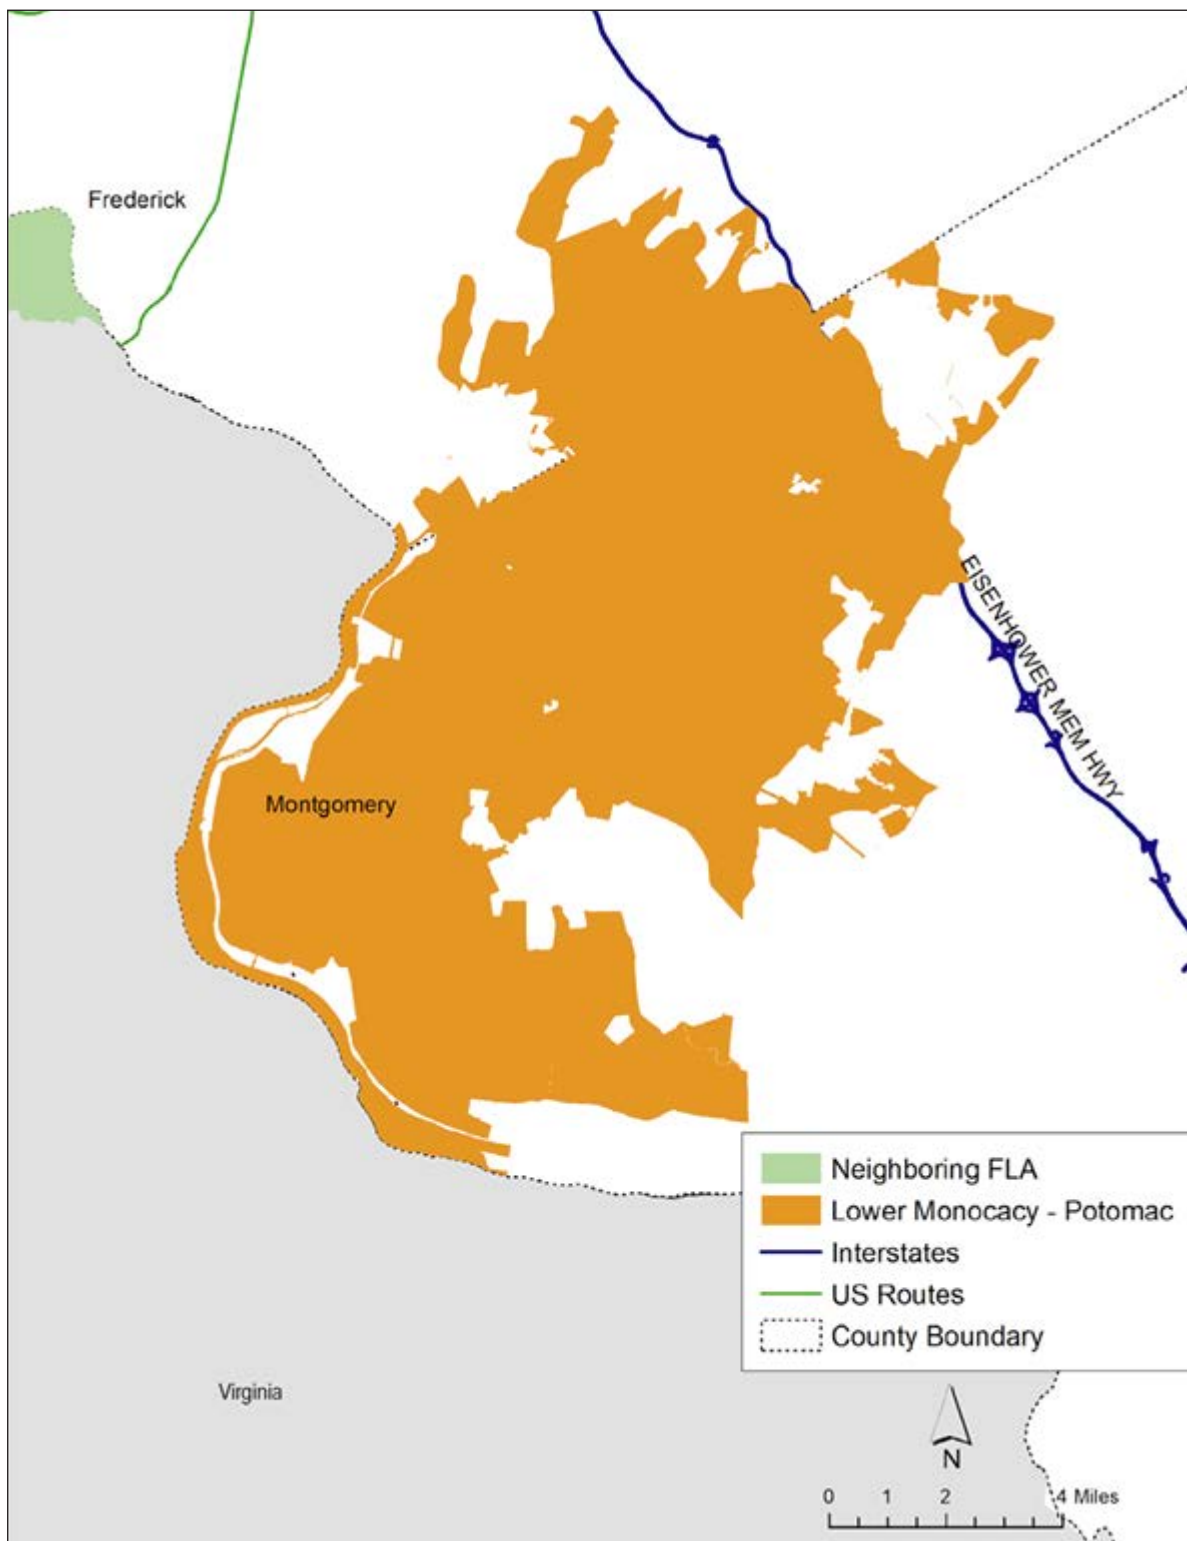 Frederick
EISENHOWER MEM HWY
Montgomery
Neighboring FLA
Lower Monocacy - Potomac
Interstates
US Routes
County Boundary
Virginia
N
0 1 2 4 Miles